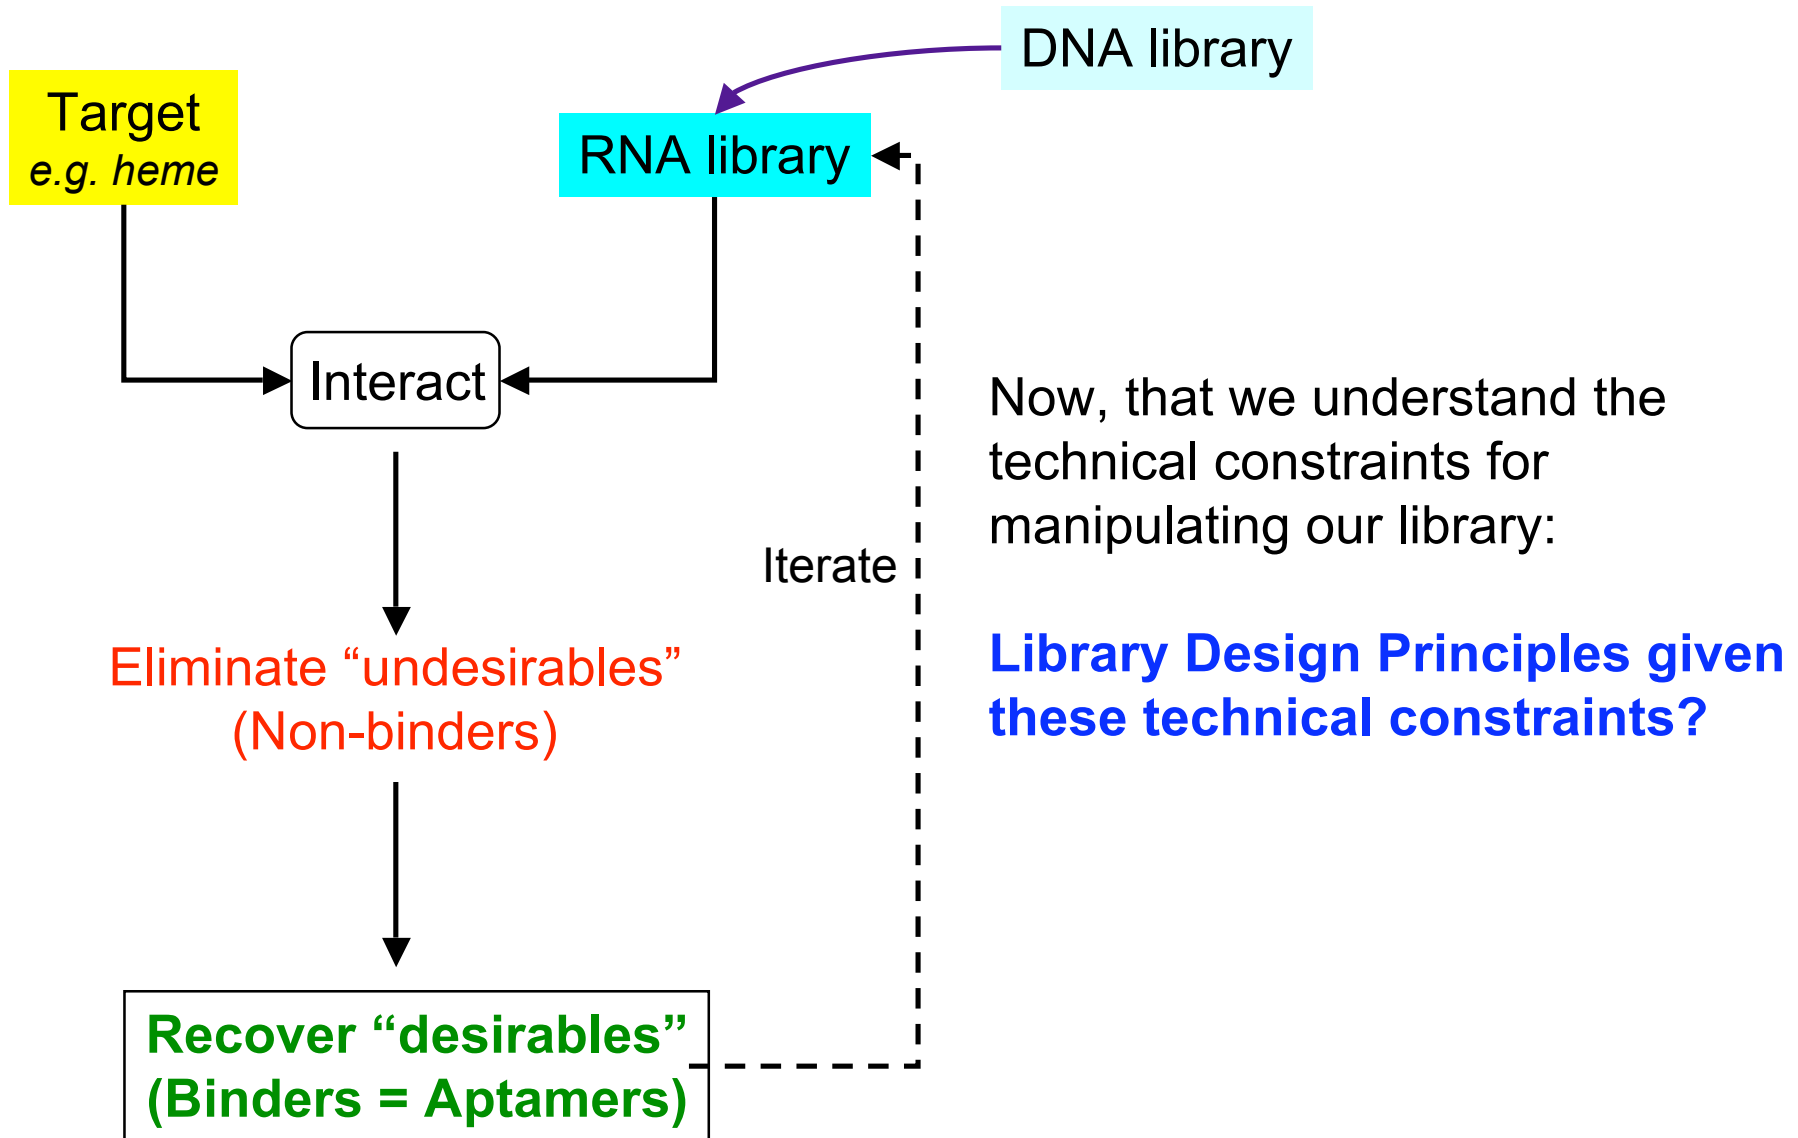 DNA library
Target
e.g. heme
RNA library
Interact
Now, that we understand the
technical constraints for
manipulating our library:
Iterate
Eliminate “undesirables”
(Non-binders)
Library Design Principles given
these technical constraints?
Recover “desirables”
(Binders = Aptamers)